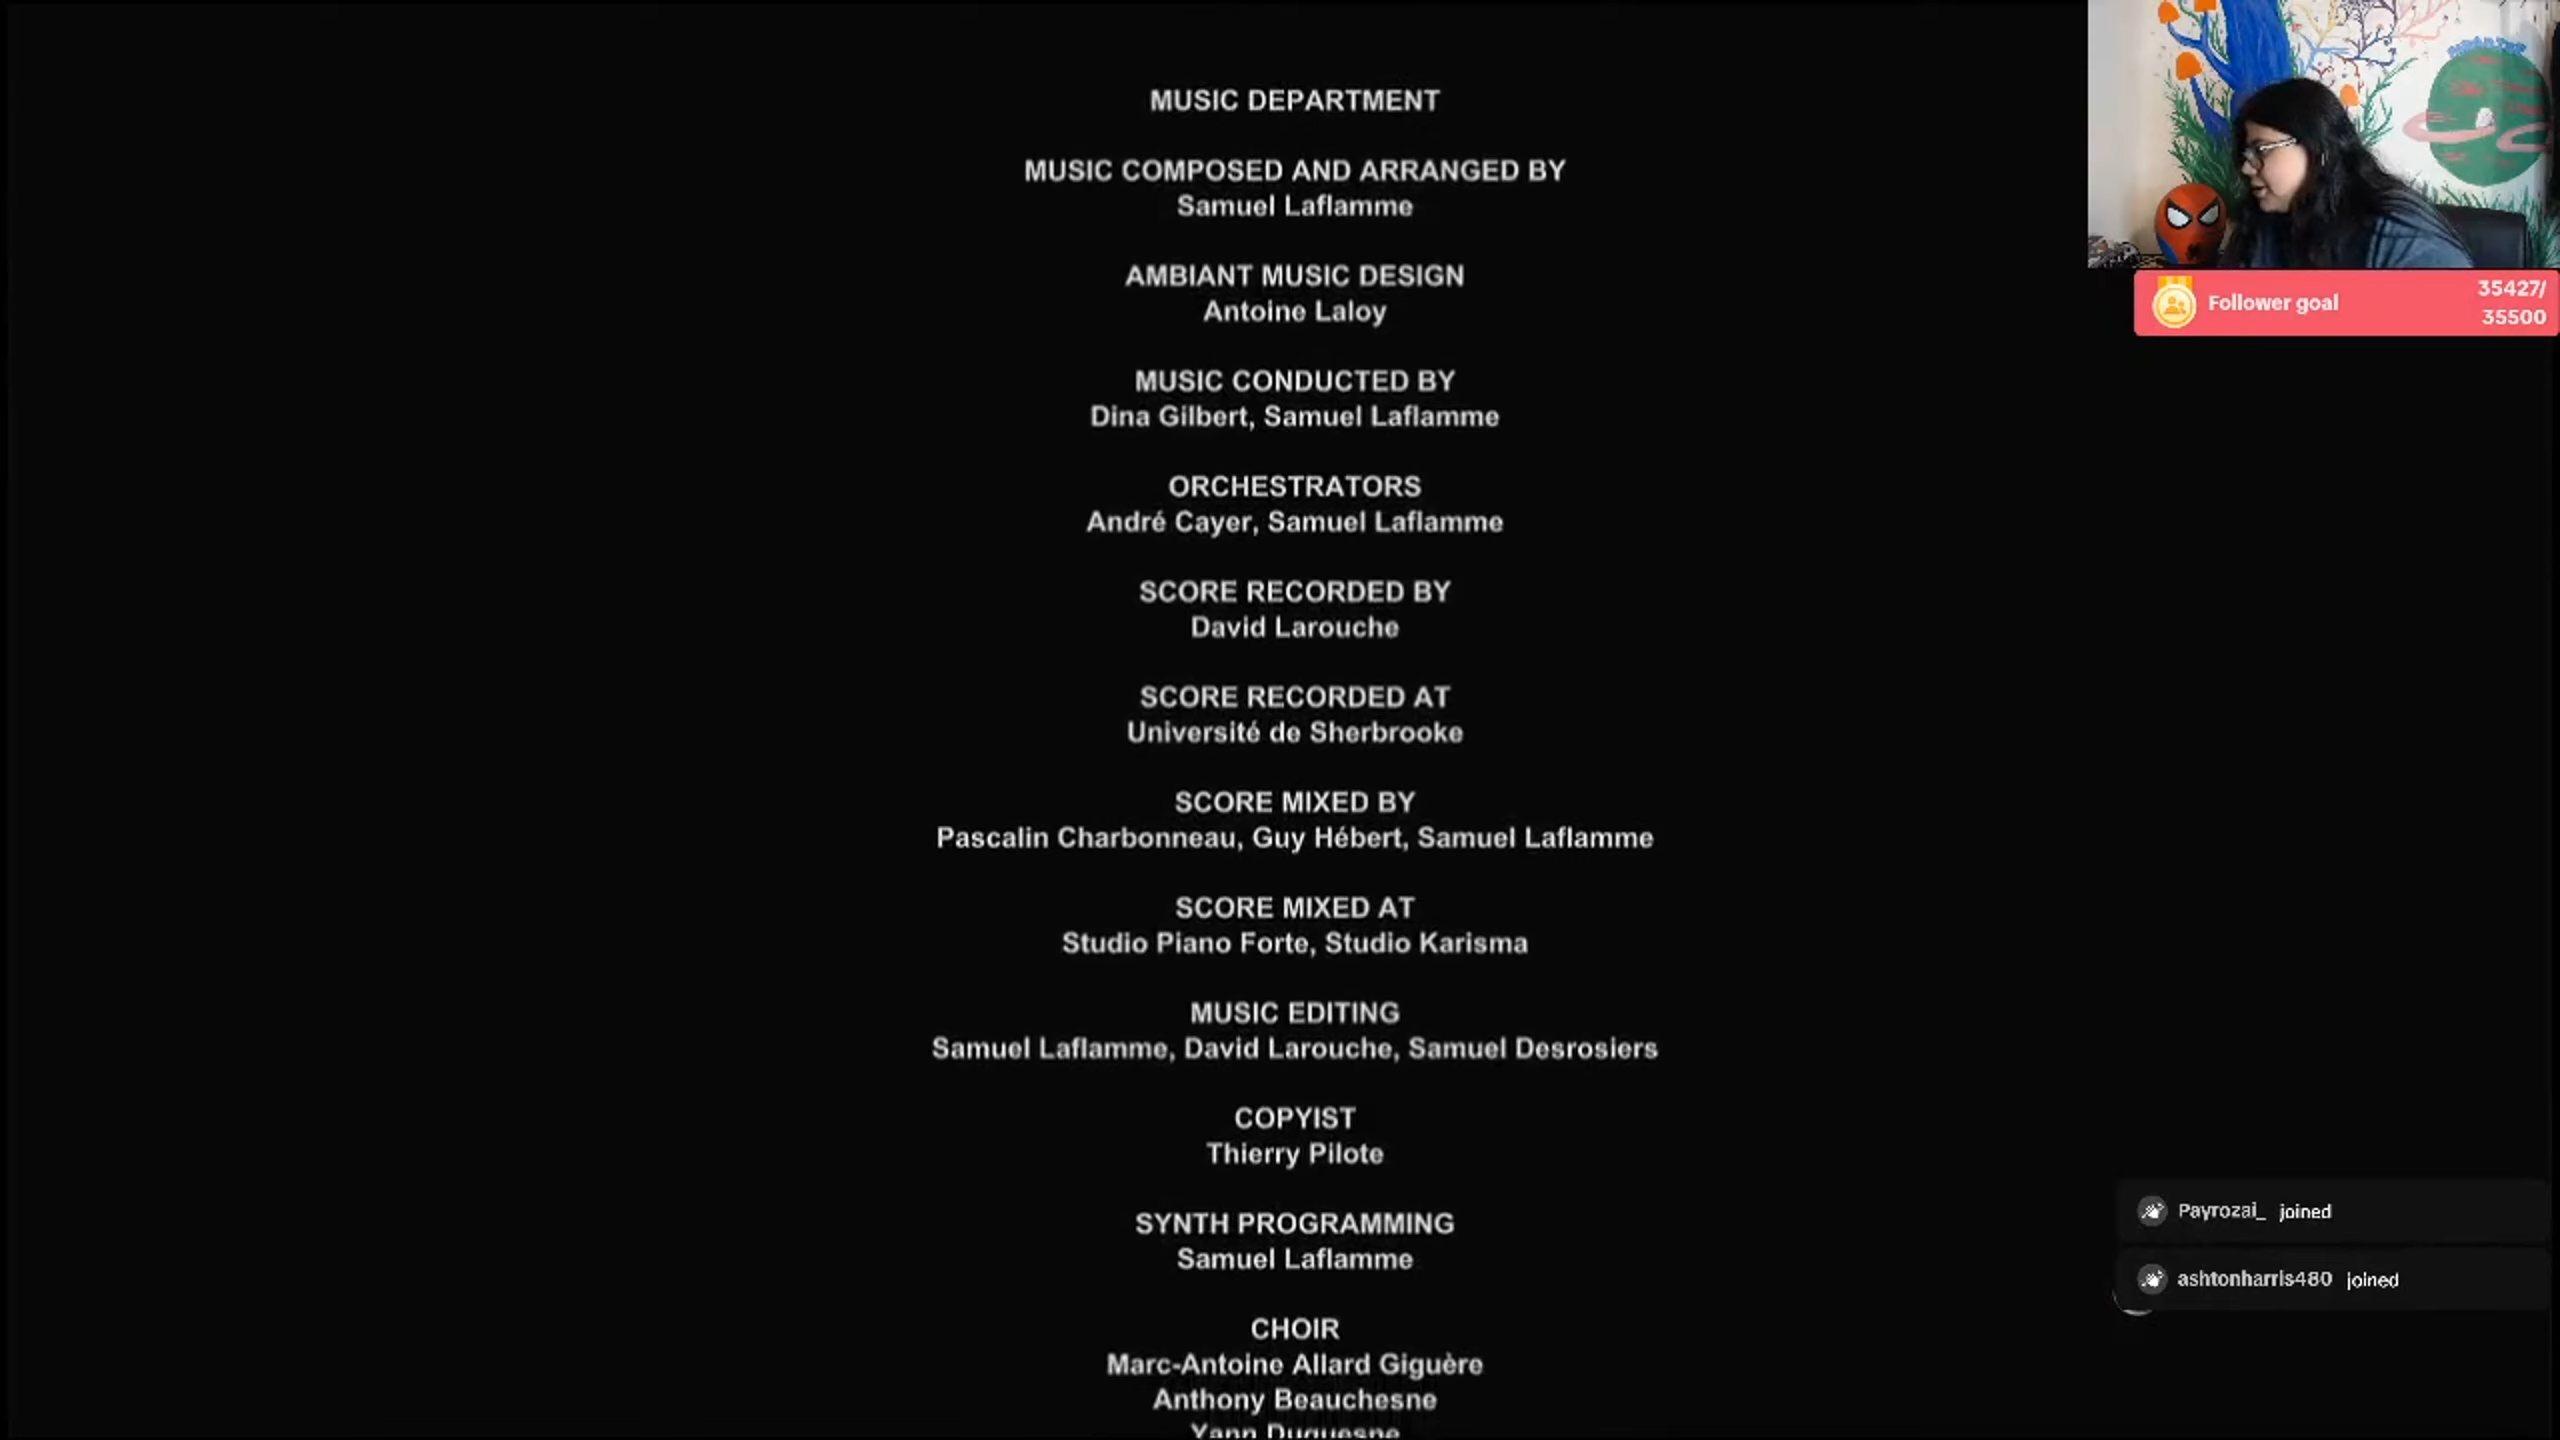 MUSIC DEPARTMENT
MUSIC COMPOSED AND ARRANGED BY
Samuel Laflamme
AMBIANT MUSIC DESIGN
Antoine Laloy
MUSIC CONDUCTED BY
Dina Gilbert, Samuel Laflamme
ORCHESTRATORS
André Cayer, Samuel Laflamme
SCORE RECORDED BY
David Larouche
SCORE RECORDED AT
Université de Sherbrooke
SCORE MIXED BY
Pascalin Charbonneau, Guy Hébert, Samuel Laflamme
SCORE MIXED AT
Studio Piano Forte, Studio Karisma
MUSIC EDITING
Samuel Laflamme, David Larouche, Samuel Desrosiers
COPYIST
Thierry Pilote
SYNTH PROGRAMMING
Samuel Laflamme
CHOIR
Marc-Antoine Allard Giguère
Anthony Beauchesne
Yann Duquesne
Follower goal
35427/
35500
Payrozai_ joined
ashtonharris480 joined